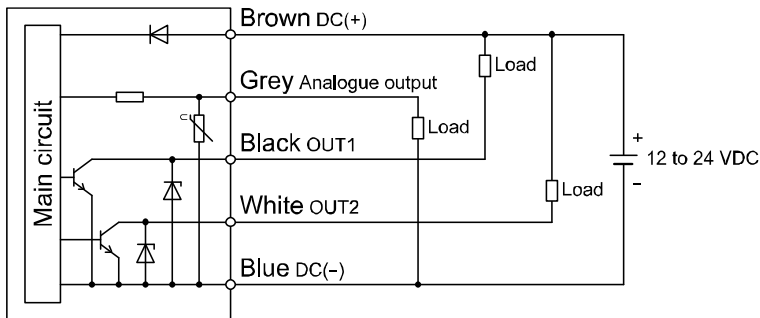 Brown DC(+)
Main circuit
Grey Analogue output
Load
Load
Black OUT1
+
12 to 24 VDC
−
Load
White OUT2
Blue DC(−)